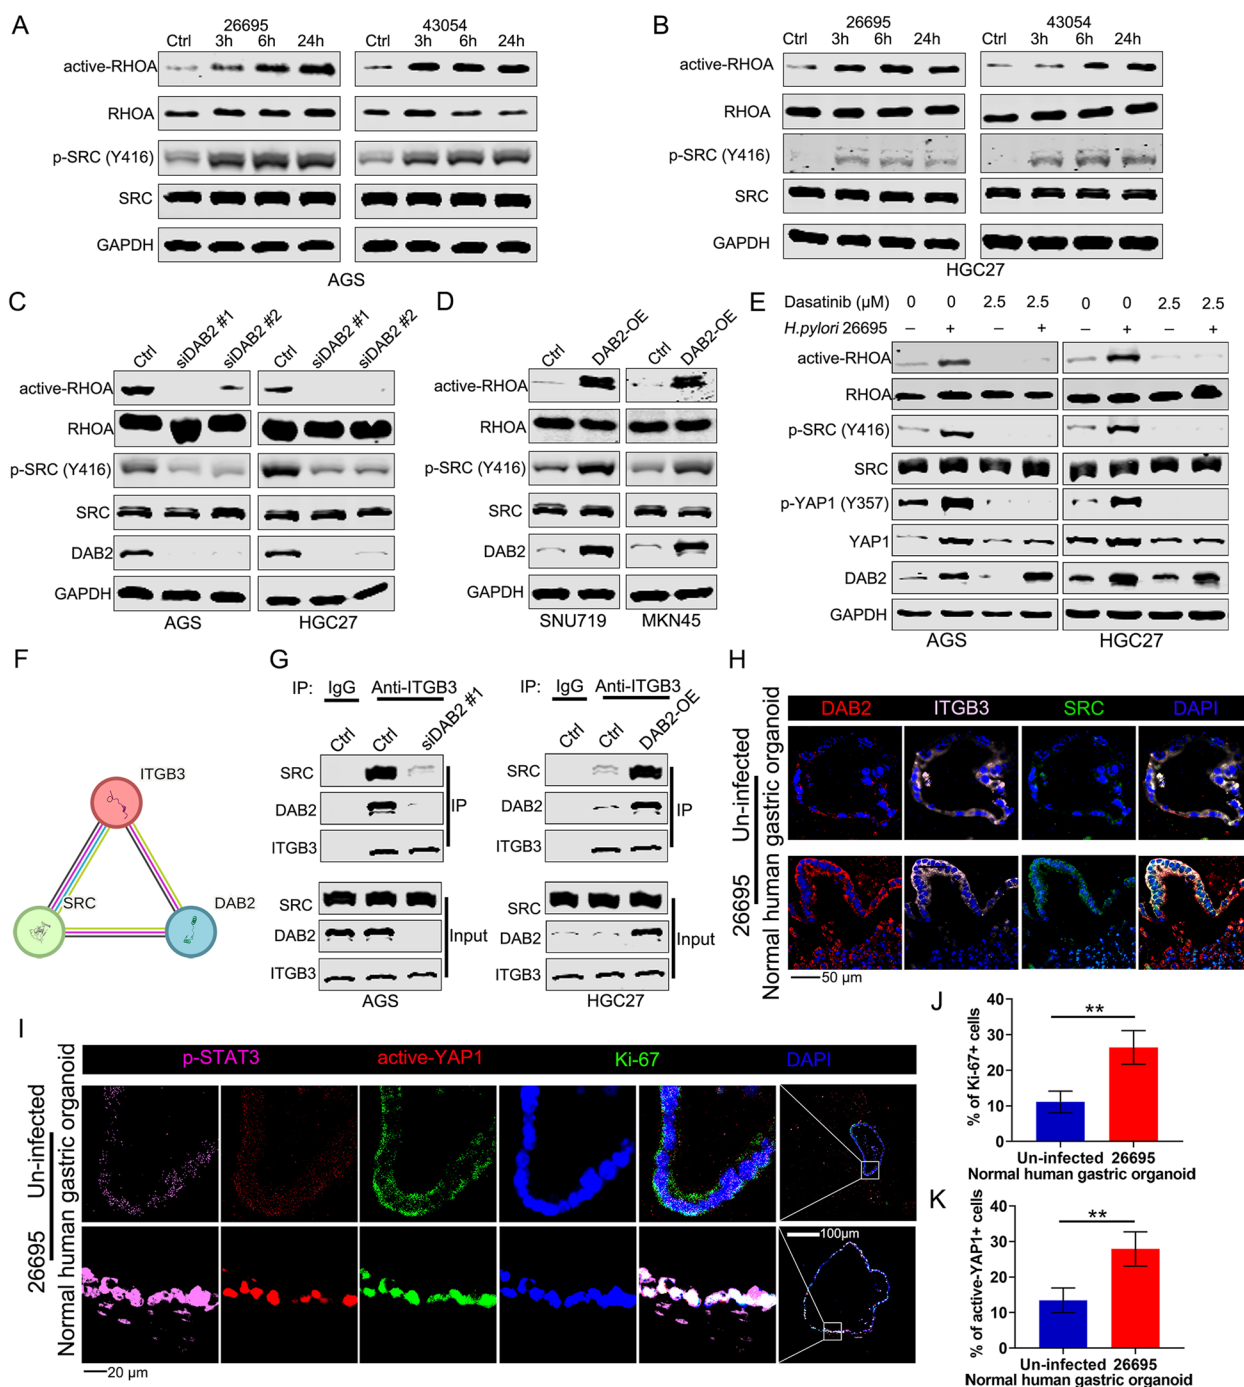 A
26695
43054
Ctrl 3h 6h 24h
Ctrl 3h 6h 24h
active-RHOA
RHOA
p-SRC (Y416)
SRC
GAPDH
AGS
B
26695
43054
Ctrl 3h 6h 24h
Ctrl 3h 6h 24h
active-RHOA
RHOA
p-SRC (Y416)
SRC
GAPDH
HGC27
C
Ctrl siDAB2 #1 siDAB2 #2
Ctrl siDAB2 #1 siDAB2 #2
active-RHOA
RHOA
p-SRC (Y416)
SRC
DAB2
GAPDH
AGS
HGC27
D
Ctrl DAB2-OE
Ctrl DAB2-OE
active-RHOA
RHOA
p-SRC (Y416)
SRC
DAB2
GAPDH
SNU719
MKN45
E
Dasatinib (μM) 0 0 2.5 2.5 0 0 2.5 2.5
H.pylori 26695 – + – + – + – +
active-RHOA
RHOA
p-SRC (Y416)
SRC
p-YAP1 (Y357)
YAP1
DAB2
GAPDH
AGS
HGC27
F
ITGB3
SRC
DAB2
G
IP: IgG Anti-ITGB3
Ctrl Ctrl siDAB2 #1
SRC
DAB2
ITGB3
IP
SRC
DAB2
ITGB3
Input
AGS
IP: IgG Anti-ITGB3
Ctrl Ctrl DAB2-OE
SRC
DAB2
ITGB3
IP
SRC
DAB2
ITGB3
Input
HGC27
H
DAB2 ITGB3 SRC DAPI
Un-infected
26695
Normal human gastric organoid
50 μm
I
p-STAT3 active-YAP1 Ki-67 DAPI
Un-infected
26695
Normal human gastric organoid
100μm
20 μm
J
% of Ki-67+ cells
40
30
20
10
0
**
Un-infected 26695
Normal human gastric organoid
K
% of active-YAP1+ cells
40
30
20
10
0
**
Un-infected 26695
Normal human gastric organoid